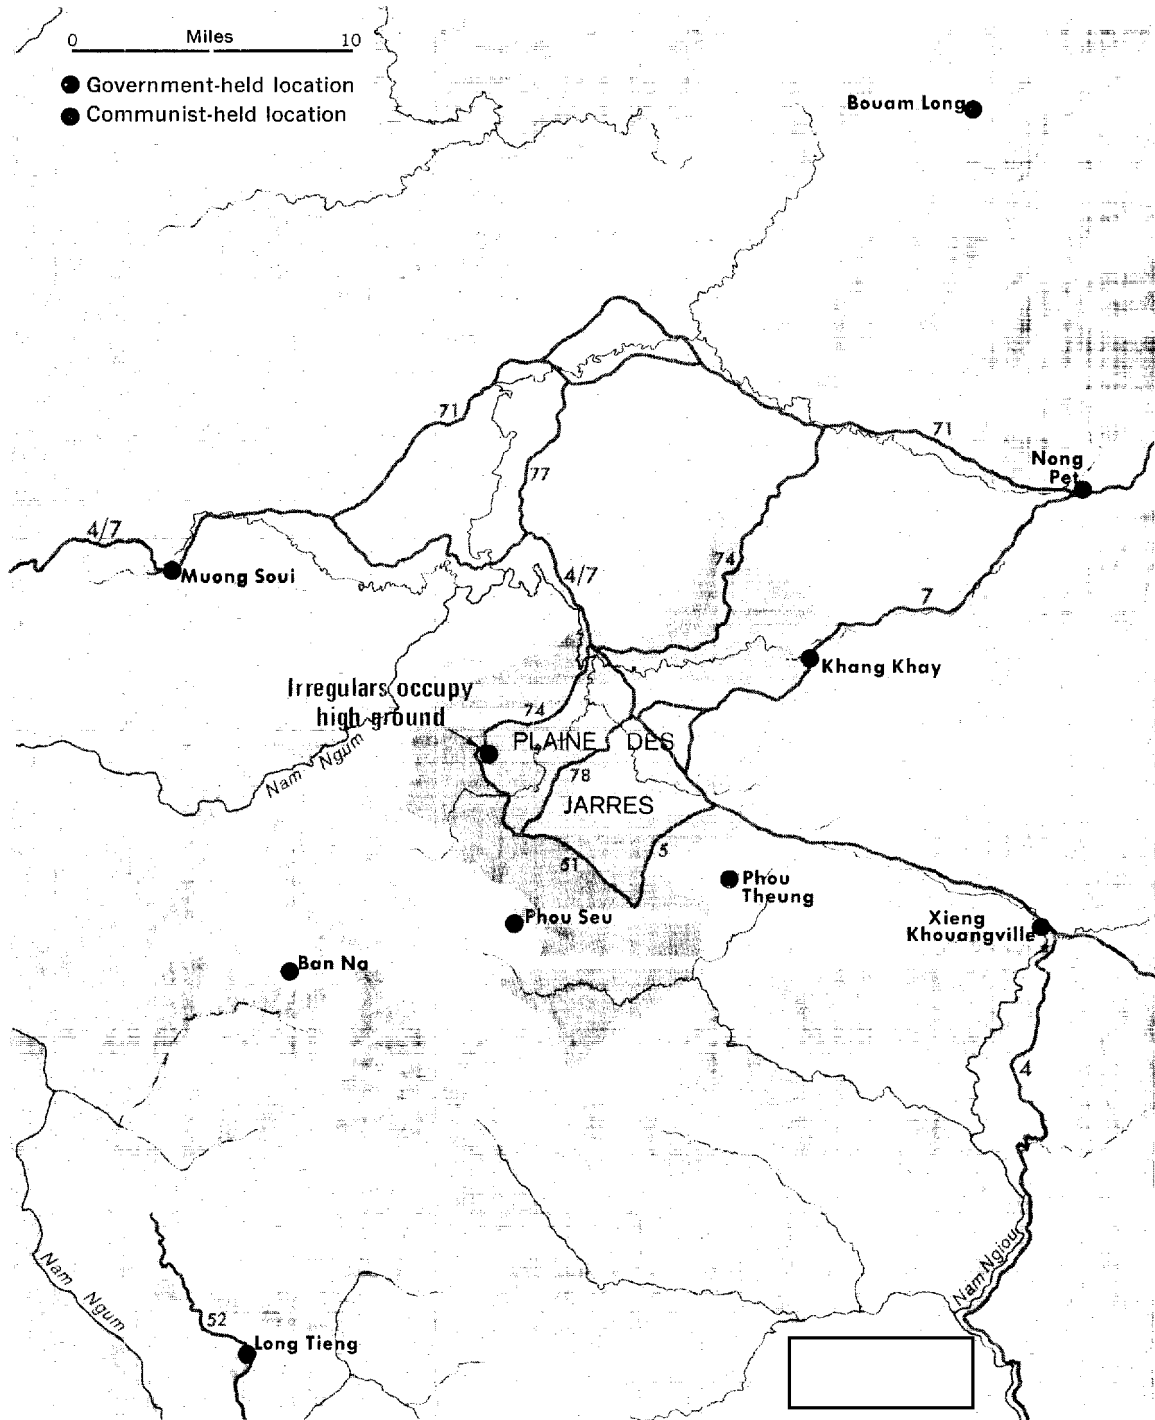 Miles
0 10
Government-held location
Communist-held location
Bouam Long
71
71
77
Nong
Pet
4/7
Muong Soui
4/7
74
7
Khang Khay
Irregulars occupy
high ground
74
PLAINE DES
Nam Ngum
78
JARRES
51
5
Phou
Theung
Phou Seu
Xieng
Khouangville
Ban Na
4
Nam Ngum
Nam Ngiou
52
Long Tieng